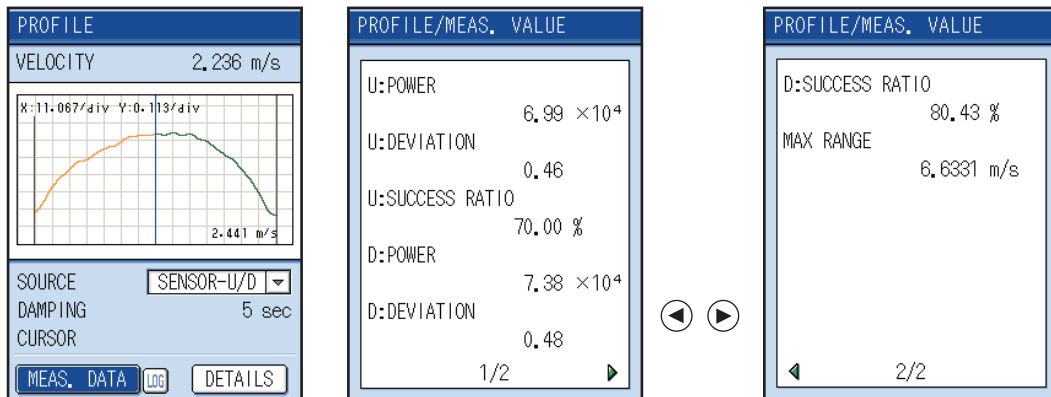 PROFILE
VELOCITY 2.236 m/s
X:11.067/div Y:0.113/div
2.441 m/s
SOURCE SENSOR-U/D
DAMPING 5 sec
CURSOR
MEAS. DATA LOG DETAILS
PROFILE/MEAS. VALUE
U:POWER
6.99 ×10⁴
U:DEVIATION
0.46
U:SUCCESS RATIO
70.00 %
D:POWER
7.38 ×10⁴
D:DEVIATION
0.48
1/2
PROFILE/MEAS. VALUE
D:SUCCESS RATIO
80.43 %
MAX RANGE
6.6331 m/s
2/2